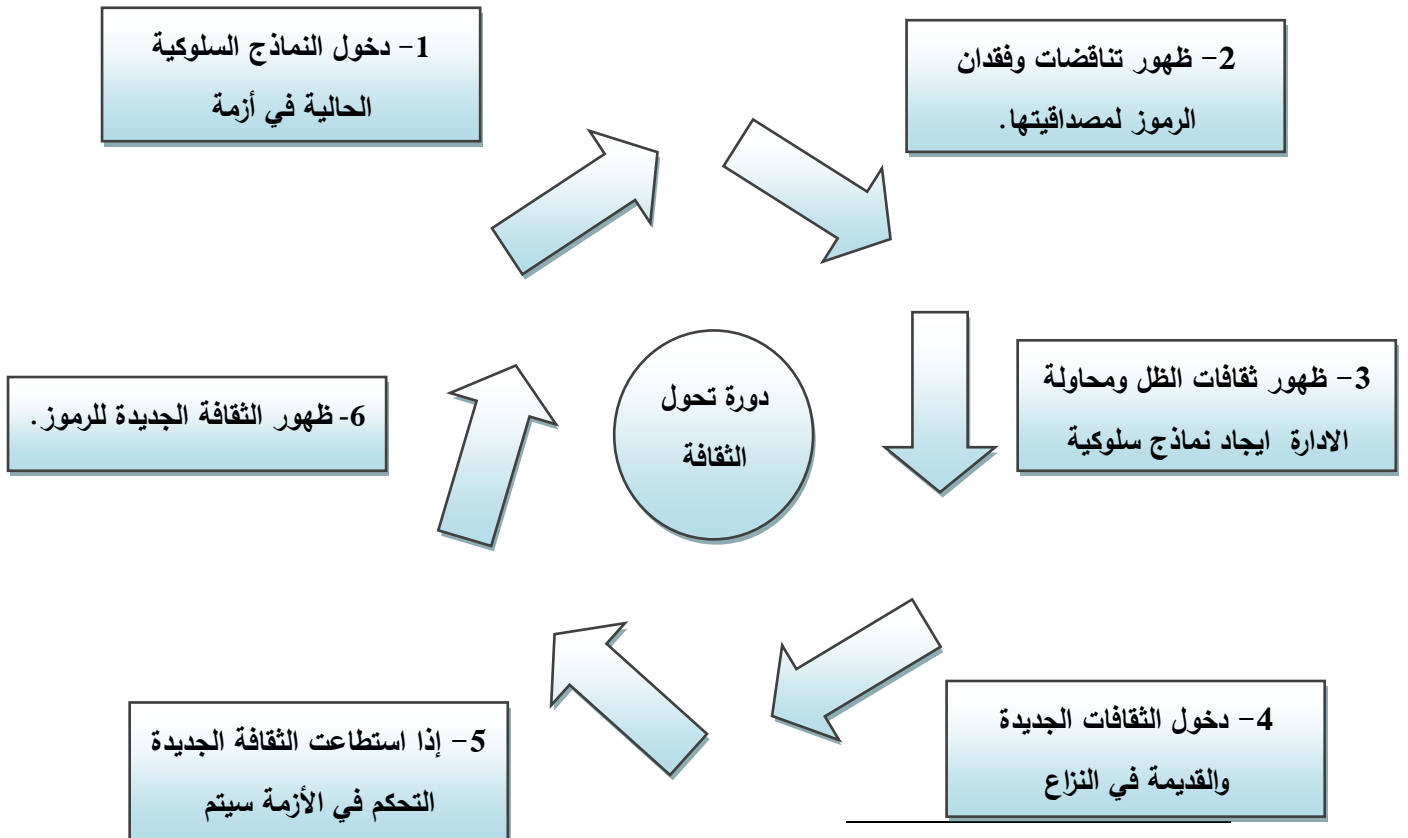 1- دخول النماذج السلوكية
الحالية في أزمة
2- ظهور تناقضات وفقدان
الرموز لمصداقيتها.
3- ظهور ثقافات الظل ومحاولة
الادارة ايجاد نماذج سلوكية
4- دخول الثقافات الجديدة
والقديمة في النزاع
5- إذا استطاعت الثقافة الجديدة
التحكم في الأزمة سيتم
6- ظهور الثقافة الجديدة للرموز.
دورة تحول
الثقافة